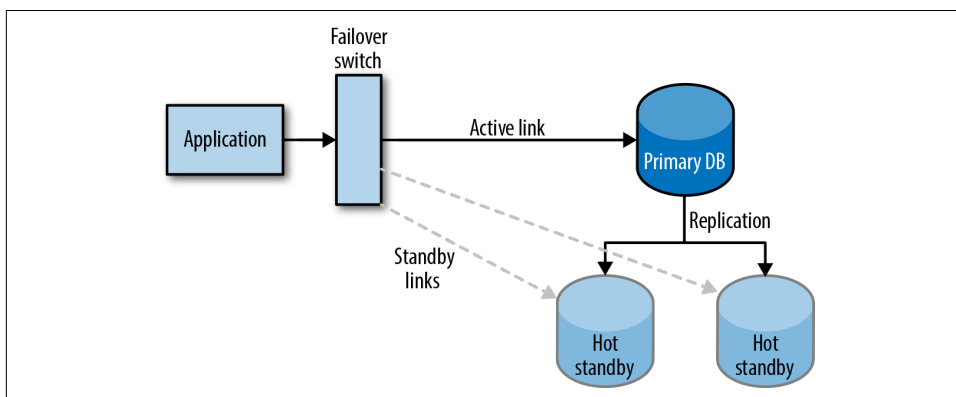 Failover
switch
Application
Active link
Primary DB
Replication
Standby
links
Hot
standby
Hot
standby